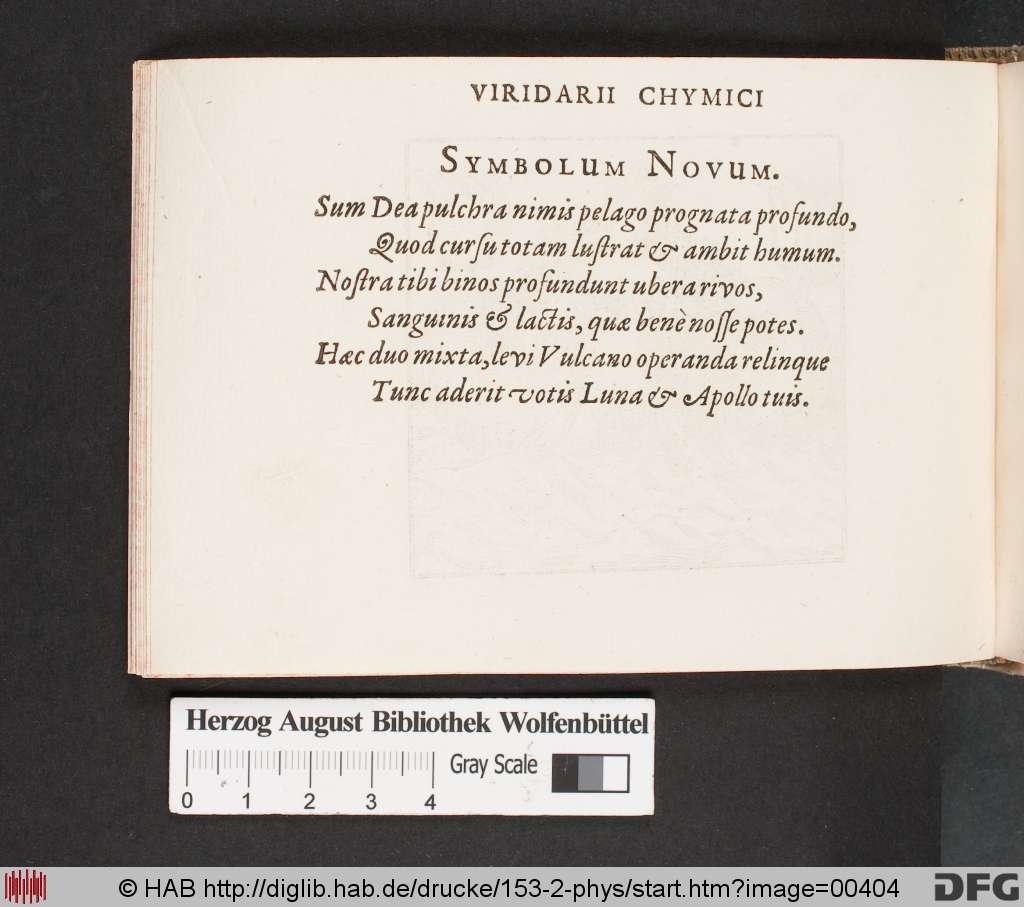 VIRIDARII CHYMICI
SYMBOLUM NOVUM.
Sum Dea pulchra nimis pelago prognata profundo,
Quod curſu totam luſtrat & ambit humum.
Noſtra tibi binos profundunt ubera rivos,
Sanguinis & lactis, quæ benè noſſe potes.
Hæc duo mixta, levi Vulcano operanda relinque
Tunc aderit votis Luna & Apollo tuis.
Herzog August Bibliothek Wolfenbüttel
Gray Scale
0 1 2 3 4
© HAB http://diglib.hab.de/drucke/153-2-phys/start.htm?image=00404
DFG